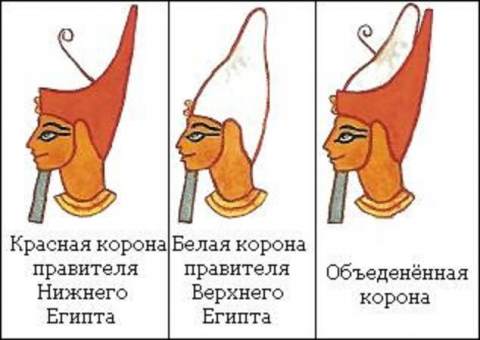 Красная корона
правителя
Нижнего
Египта
Белая корона
правителя
Верхнего
Египта
Объеденённая
корона